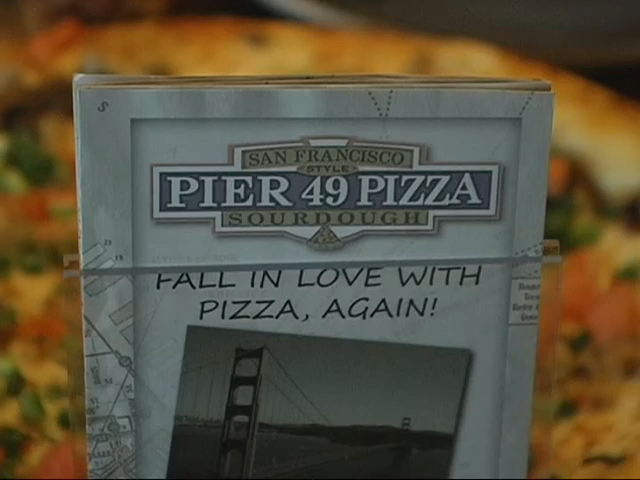 SAN FRANCISCO
STYLE
PIER 49 PIZZA
SOURDOUGH
FALL IN LOVE WITH
PIZZA, AGAIN!